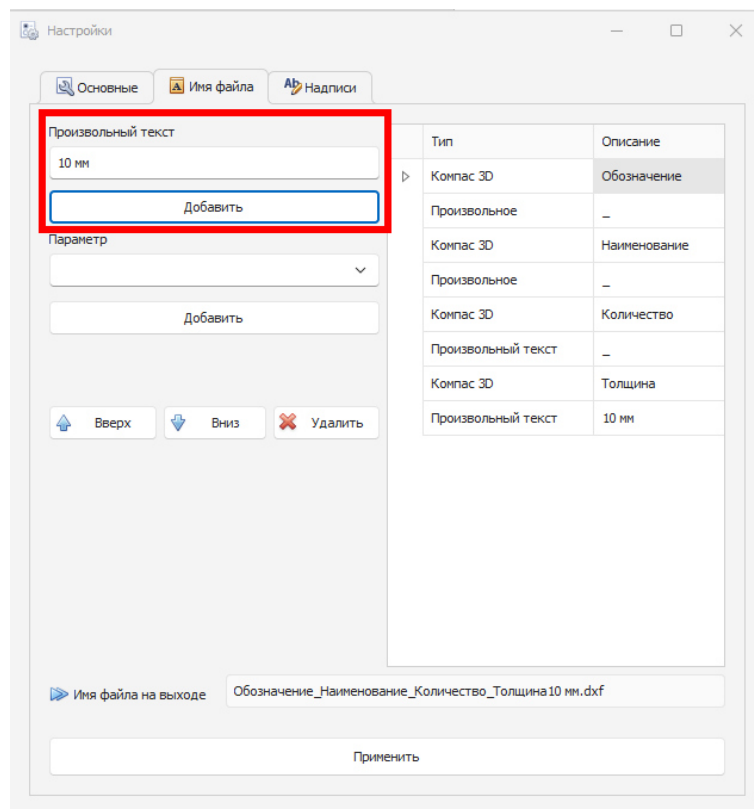 Настройки
Основные
Имя файла
Надписи
Произвольный текст
10 мм
Добавить
Параметр
Добавить
Вверх
Вниз
Удалить
Тип Описание
Компас 3D Обозначение
Произвольное _
Компас 3D Наименование
Произвольное _
Компас 3D Количество
Произвольный текст _
Компас 3D Толщина
Произвольный текст 10 мм
Имя файла на выходе
Обозначение_Наименование_Количество_Толщина10 мм.dxf
Применить